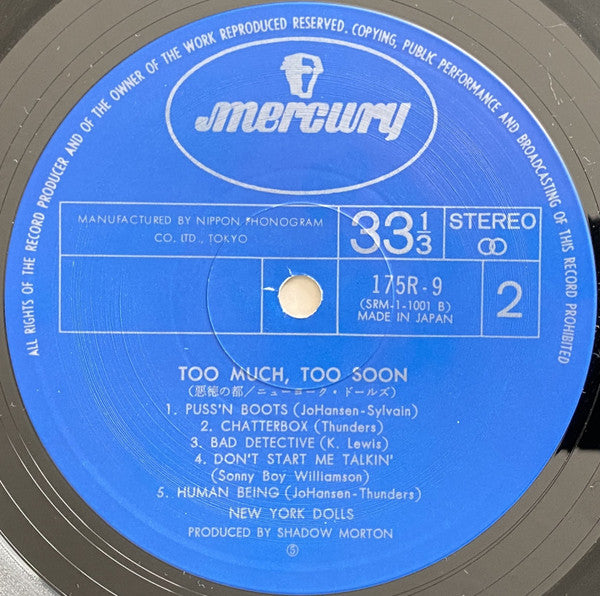 ALL RIGHTS OF THE RECORD PRODUCER AND OF THE OWNER OF THE WORK REPRODUCED RESERVED. COPYING, PUBLIC PERFORMANCE AND BROADCASTING OF THIS RECORD PROHIBITED
mercury
MANUFACTURED BY NIPPON PHONOGRAM
CO. LTD., TOKYO
33 1/3
STEREO
175R-9
(SRM-1-1001 B)
MADE IN JAPAN
2
TOO MUCH, TOO SOON
(悪徳の都/ニューヨーク・ドールズ)
1. PUSS'N BOOTS (JoHansen-Sylvain)
2. CHATTERBOX (Thunders)
3. BAD DETECTIVE (K. Lewis)
4. DON'T START ME TALKIN'
(Sonny Boy Williamson)
5. HUMAN BEING (JoHansen-Thunders)
NEW YORK DOLLS
PRODUCED BY SHADOW MORTON
⑤